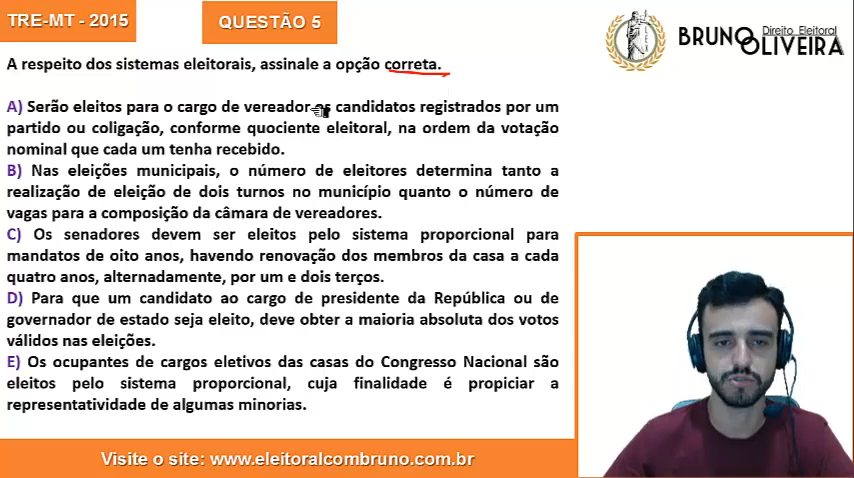 TRE-MT - 2015
QUESTÃO 5
BRUNO Direito Eleitoral
OLIVEIRA
A respeito dos sistemas eleitorais, assinale a opção correta.
A) Serão eleitos para o cargo de vereador os candidatos registrados por um
partido ou coligação, conforme quociente eleitoral, na ordem da votação
nominal que cada um tenha recebido.
B) Nas eleições municipais, o número de eleitores determina tanto a
realização de eleição de dois turnos no município quanto o número de
vagas para a composição da câmara de vereadores.
C) Os senadores devem ser eleitos pelo sistema proporcional para
mandatos de oito anos, havendo renovação dos membros da casa a cada
quatro anos, alternadamente, por um e dois terços.
D) Para que um candidato ao cargo de presidente da República ou de
governador de estado seja eleito, deve obter a maioria absoluta dos votos
válidos nas eleições.
E) Os ocupantes de cargos eletivos das casas do Congresso Nacional são
eleitos pelo sistema proporcional, cuja finalidade é propiciar a
representatividade de algumas minorias.
Visite o site: www.eleitoralcombruno.com.br